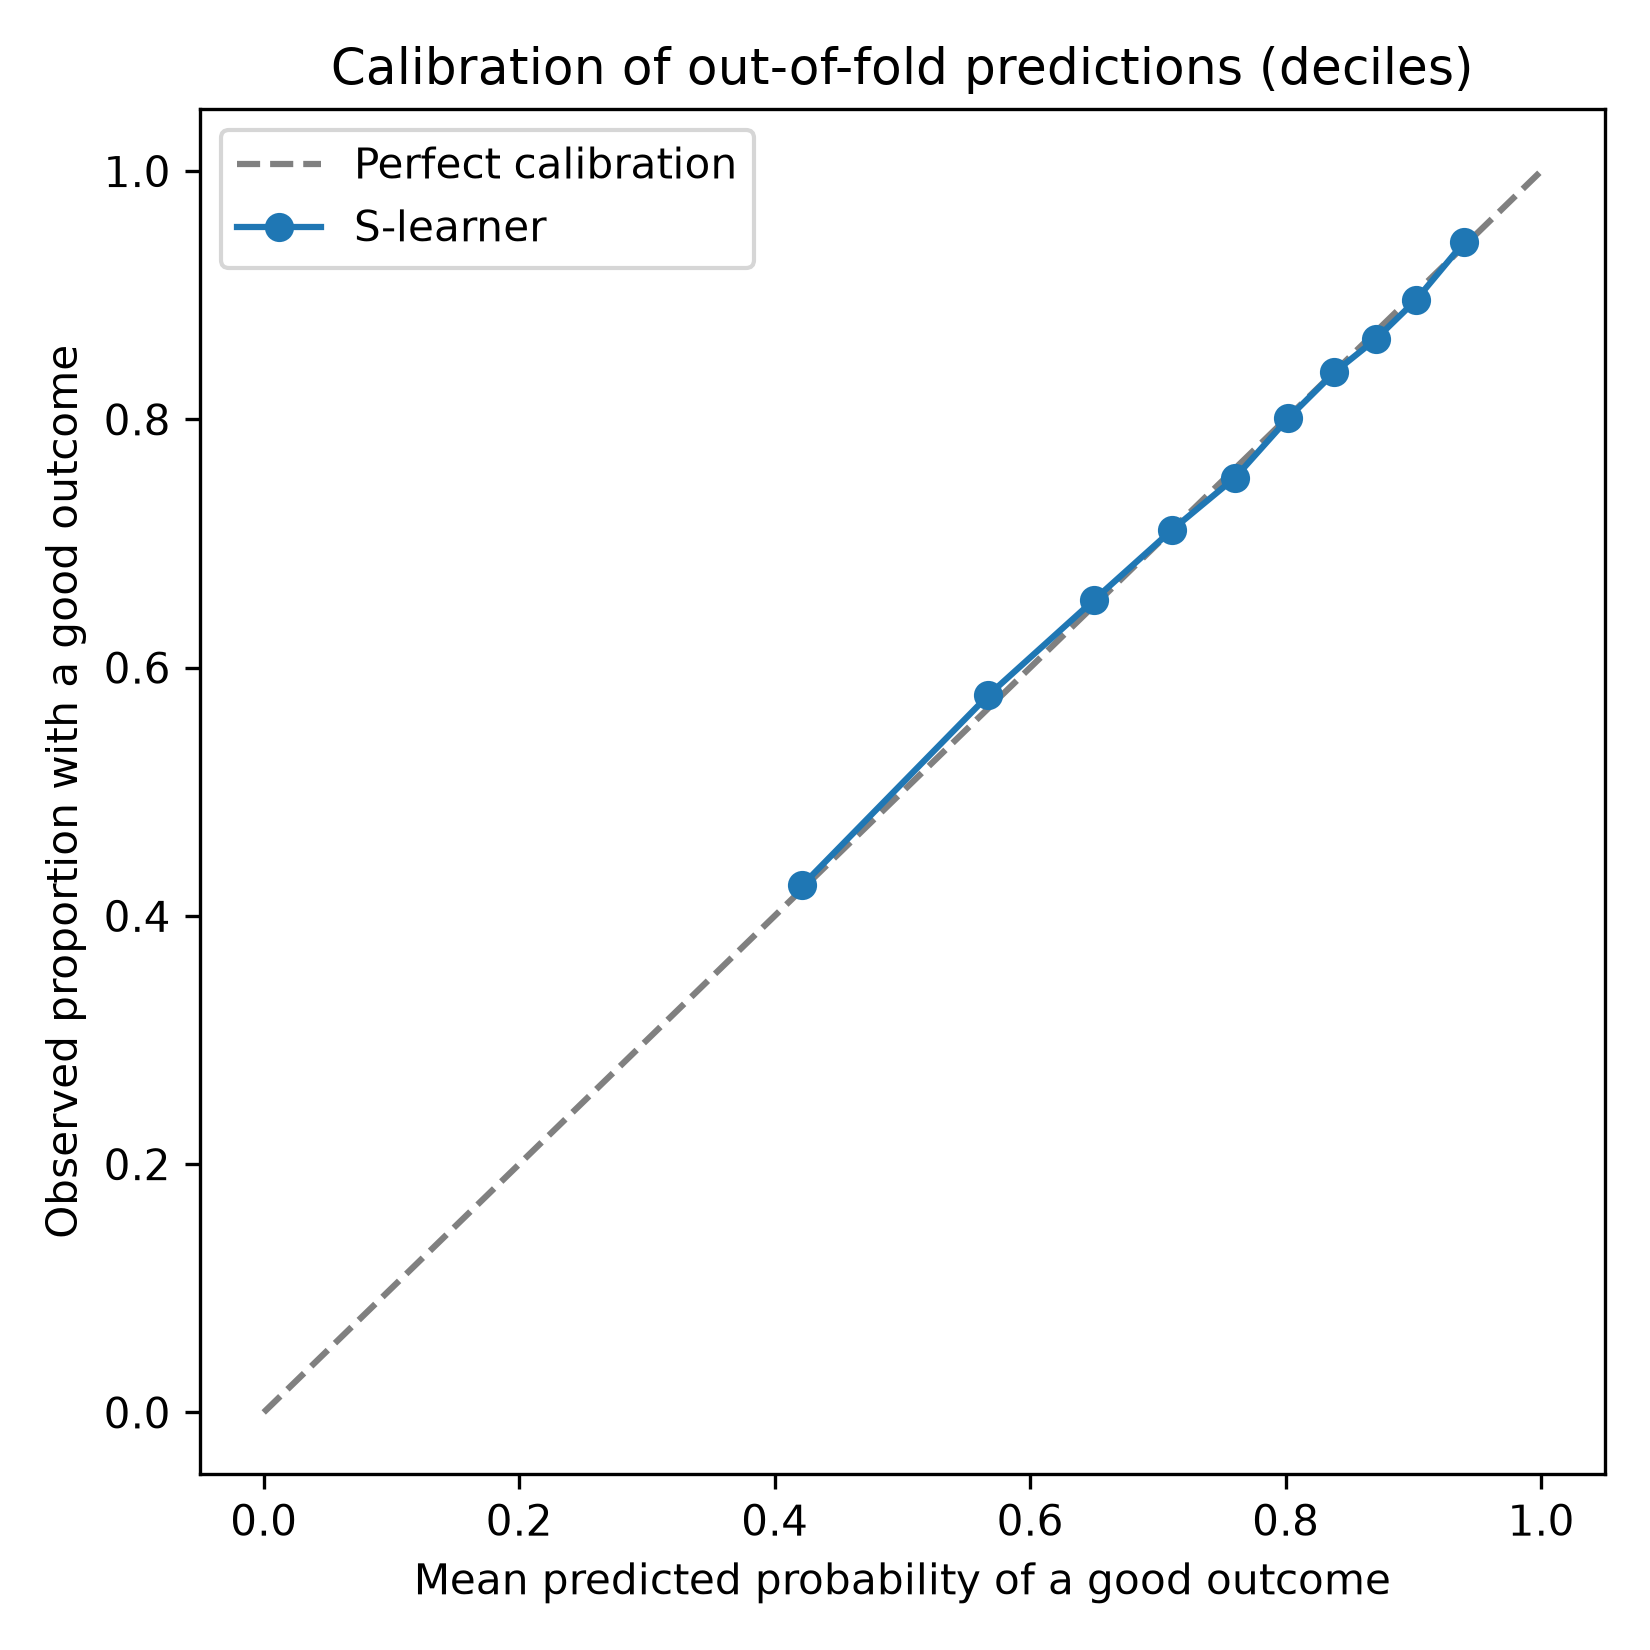 Calibration of out-of-fold predictions (deciles)
Perfect calibration
S-learner
Observed proportion with a good outcome
1.0
0.8
0.6
0.4
0.2
0.0
0.0 0.2 0.4 0.6 0.8 1.0
Mean predicted probability of a good outcome